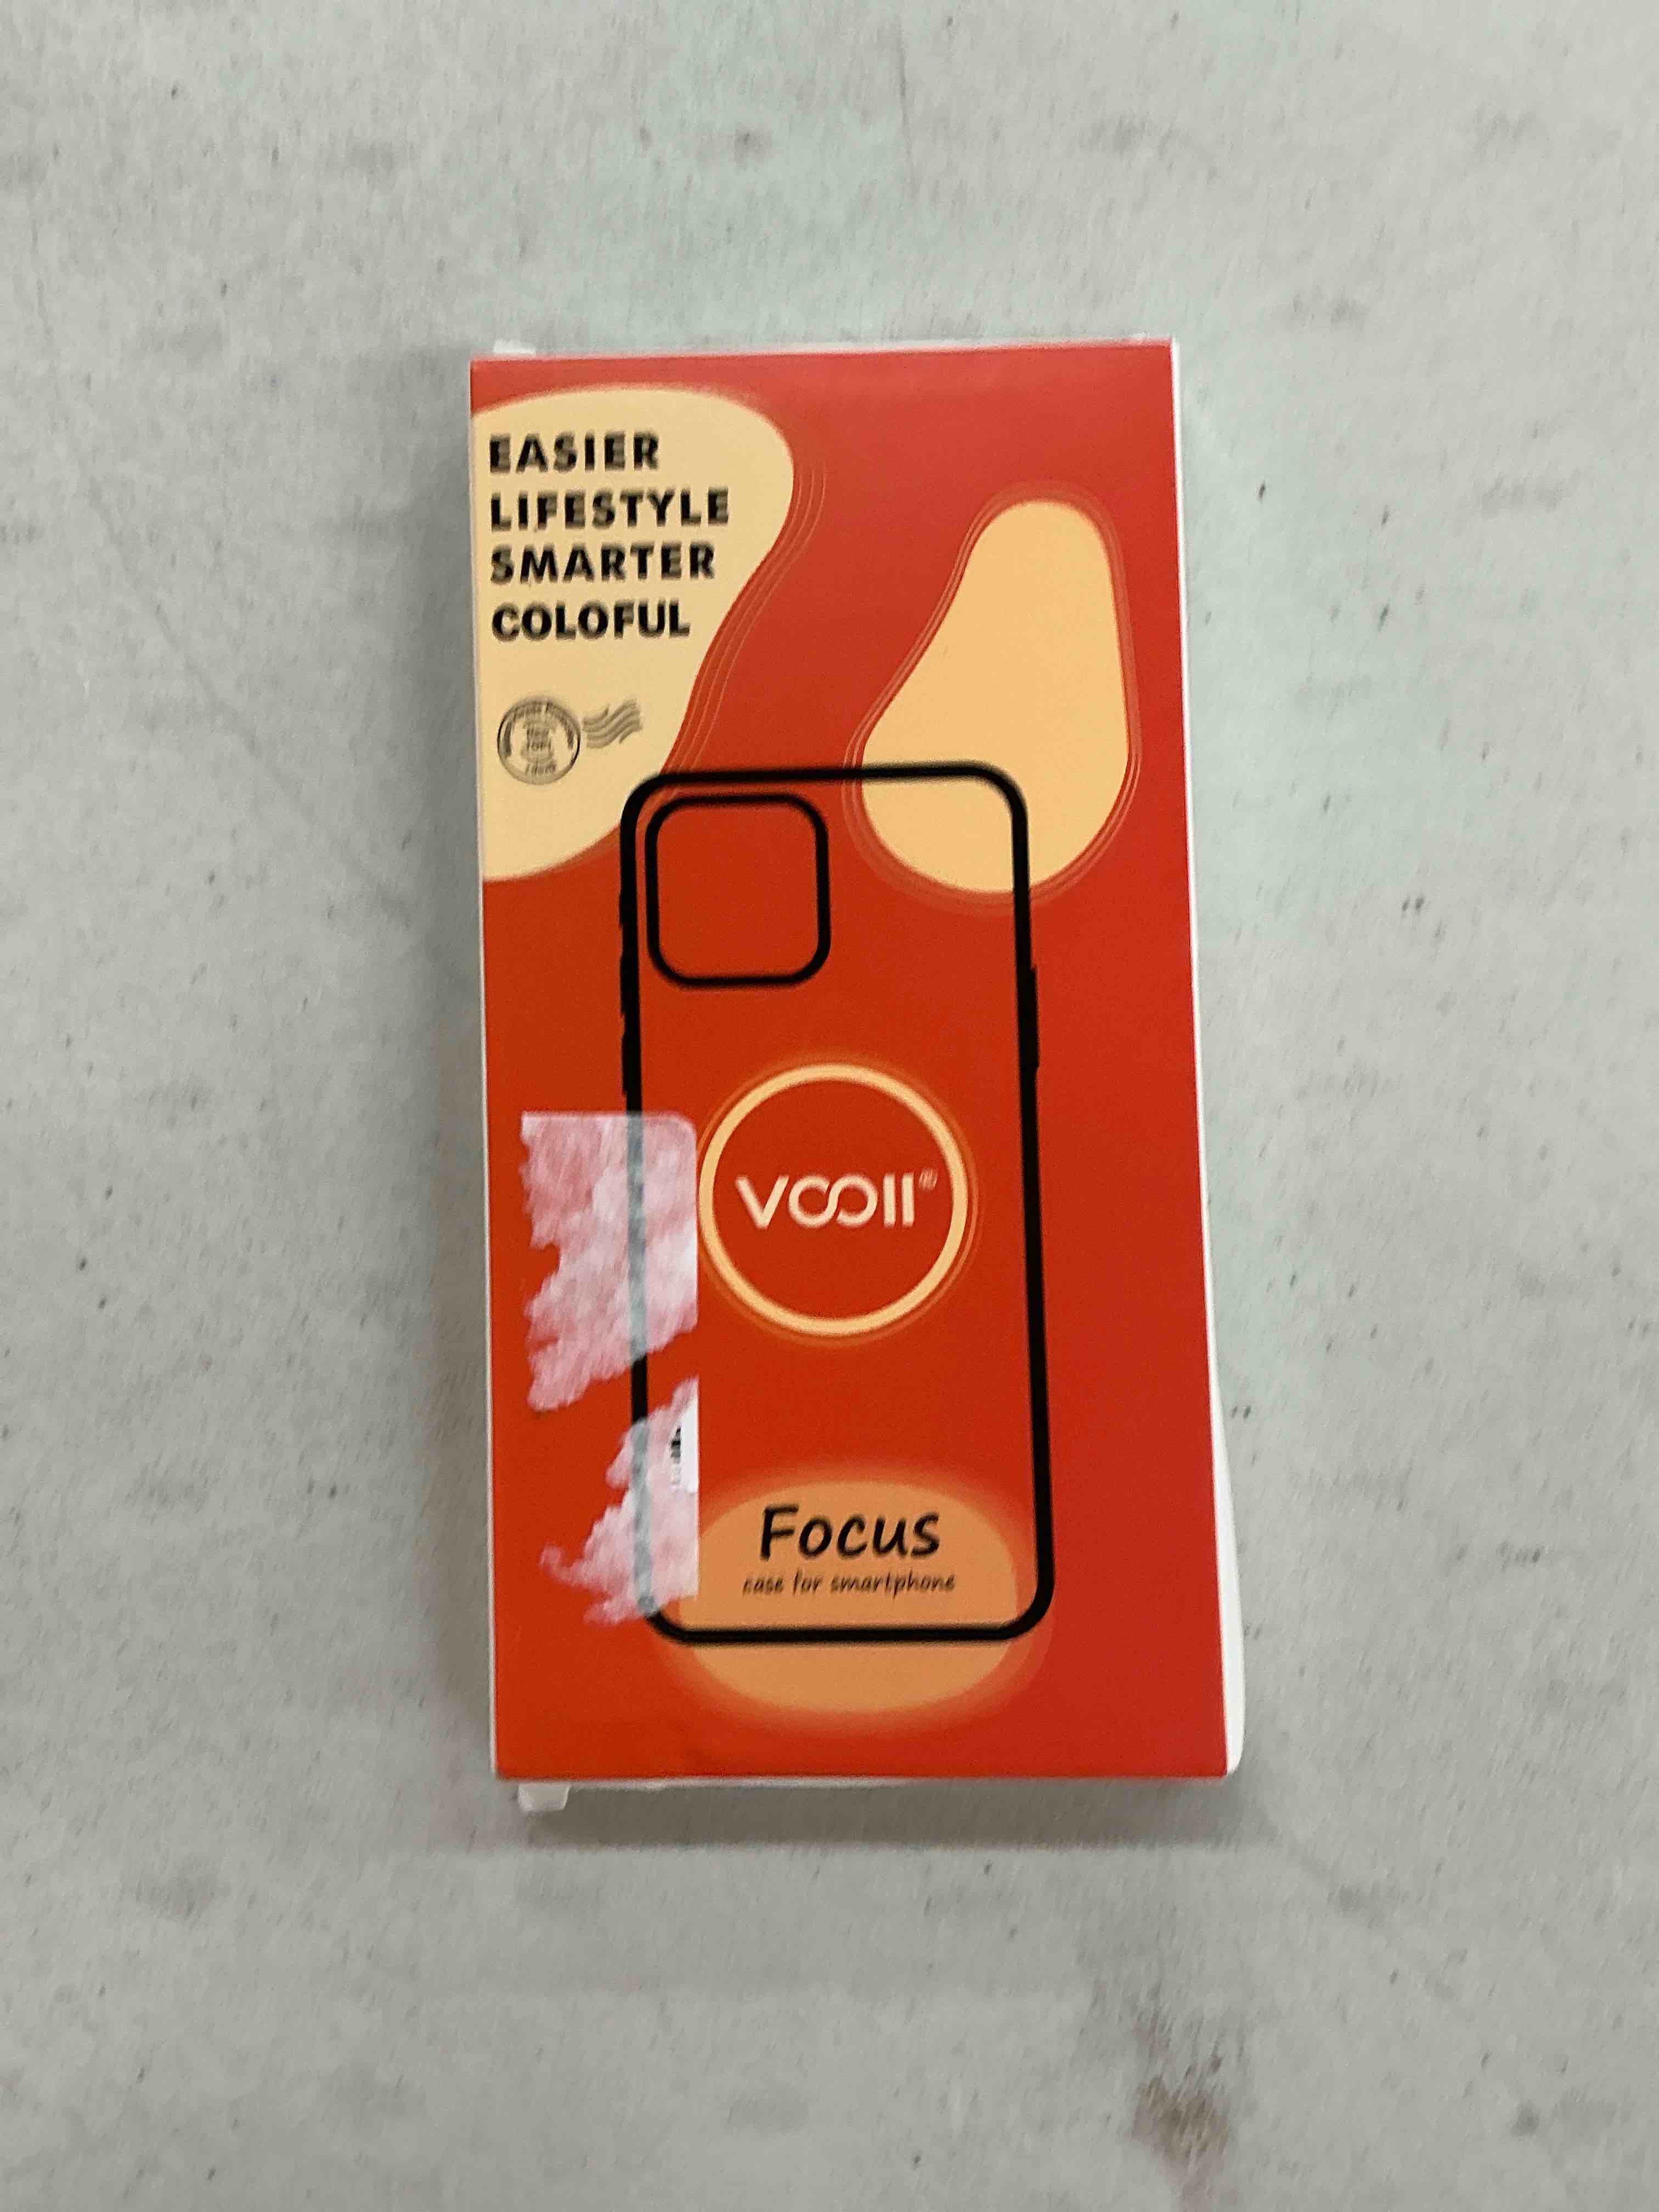 EASIER
LIFESTYLE
SMARTER
COLOFUL
VOOII®
Focus
case for smartphone